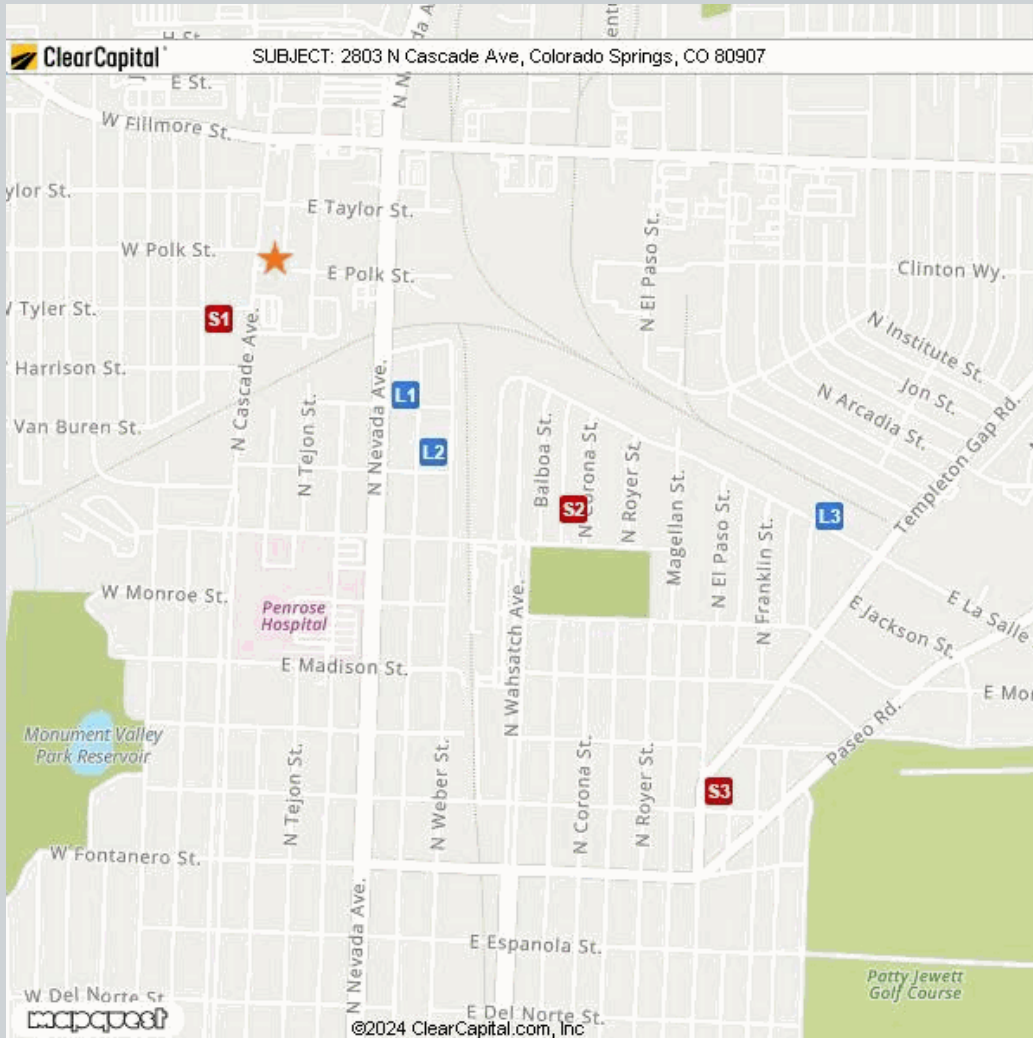 E St.
ClearCapital
SUBJECT: 2803 N Cascade Ave, Colorado Springs, CO 80907
E St.
W Fillmore St.
ylor St.
E Taylor St.
W Polk St.
E Polk St.
N El Paso St.
Clinton Wy.
W Tyler St.
S1
N Cascade Ave.
N Institute St.
Harrison St.
Jon St.
L1
N Arcadia St.
Van Buren St.
N Tejon St.
N Nevada Ave.
L2
Balboa St.
N Corona St.
N Royer St.
Templeton Gap Rd.
S2
Magellan St.
N El Paso St.
N Franklin St.
L3
W Monroe St.
Penrose
Hospital
N Wahsatch Ave.
E Jackson St.
E La Salle
E Madison St.
E Mon
Monument Valley
Park Reservoir
Paseo Rd.
N Tejon St.
N Weber St.
N Corona St.
N Royer St.
S3
W Fontanero St.
N Nevada Ave.
E Espanola St.
Patty Jewett
Golf Course
W Del Norte St
E Del Norte St.
mapquest
©2024 ClearCapital.com, Inc